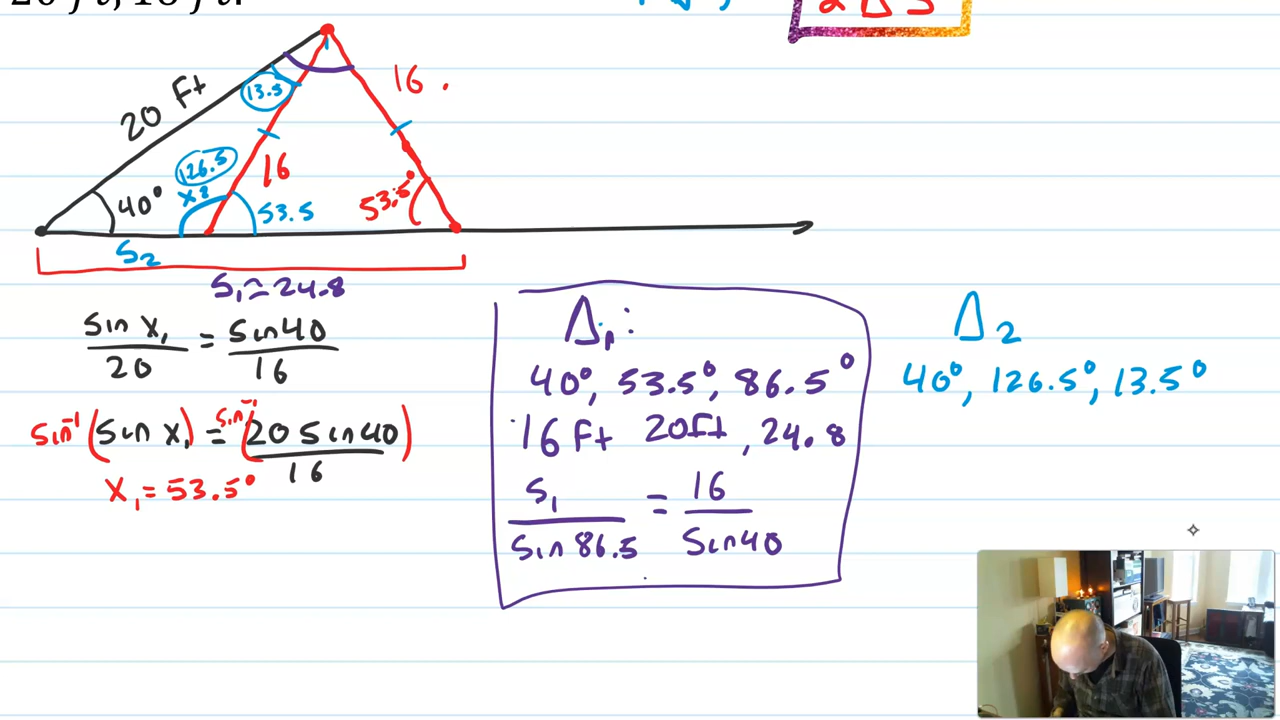 2 Δ's
20 Ft
13.5
16.
126.5
16
x2
40°
53.5
53.5°
S₂
S₁ ≈ 24.8
sin x₁ / 20 = sin 40 / 16
sin⁻¹ (sin x₁) = sin⁻¹ (20 sin 40 / 16)
x₁ = 53.5°
Δ₁:
40°, 53.5°, 86.5°
16 Ft 20ft, 24.8
S₁ / sin 86.5 = 16 / sin 40
Δ₂
40°, 126.5°, 13.5°